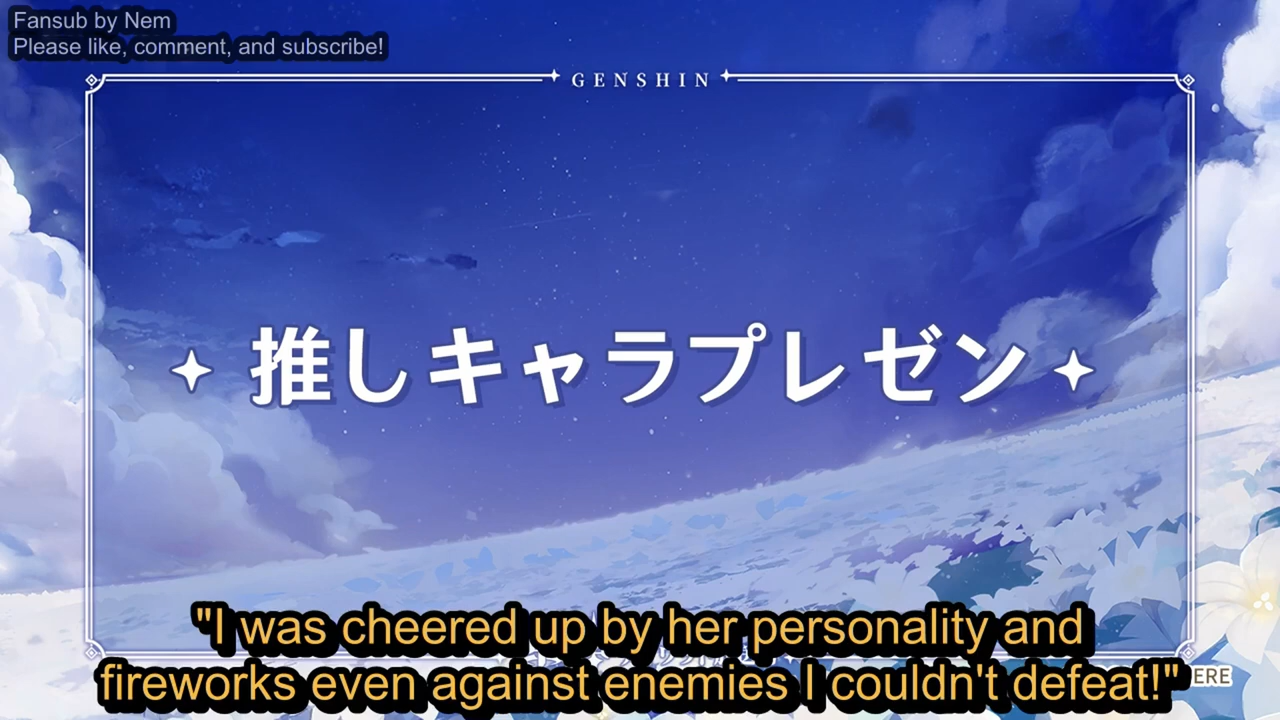 Fansub by Nem
Please like, comment, and subscribe!
GENSHIN
推しキャラプレゼン
"I was cheered up by her personality and
fireworks even against enemies I couldn't defeat!"